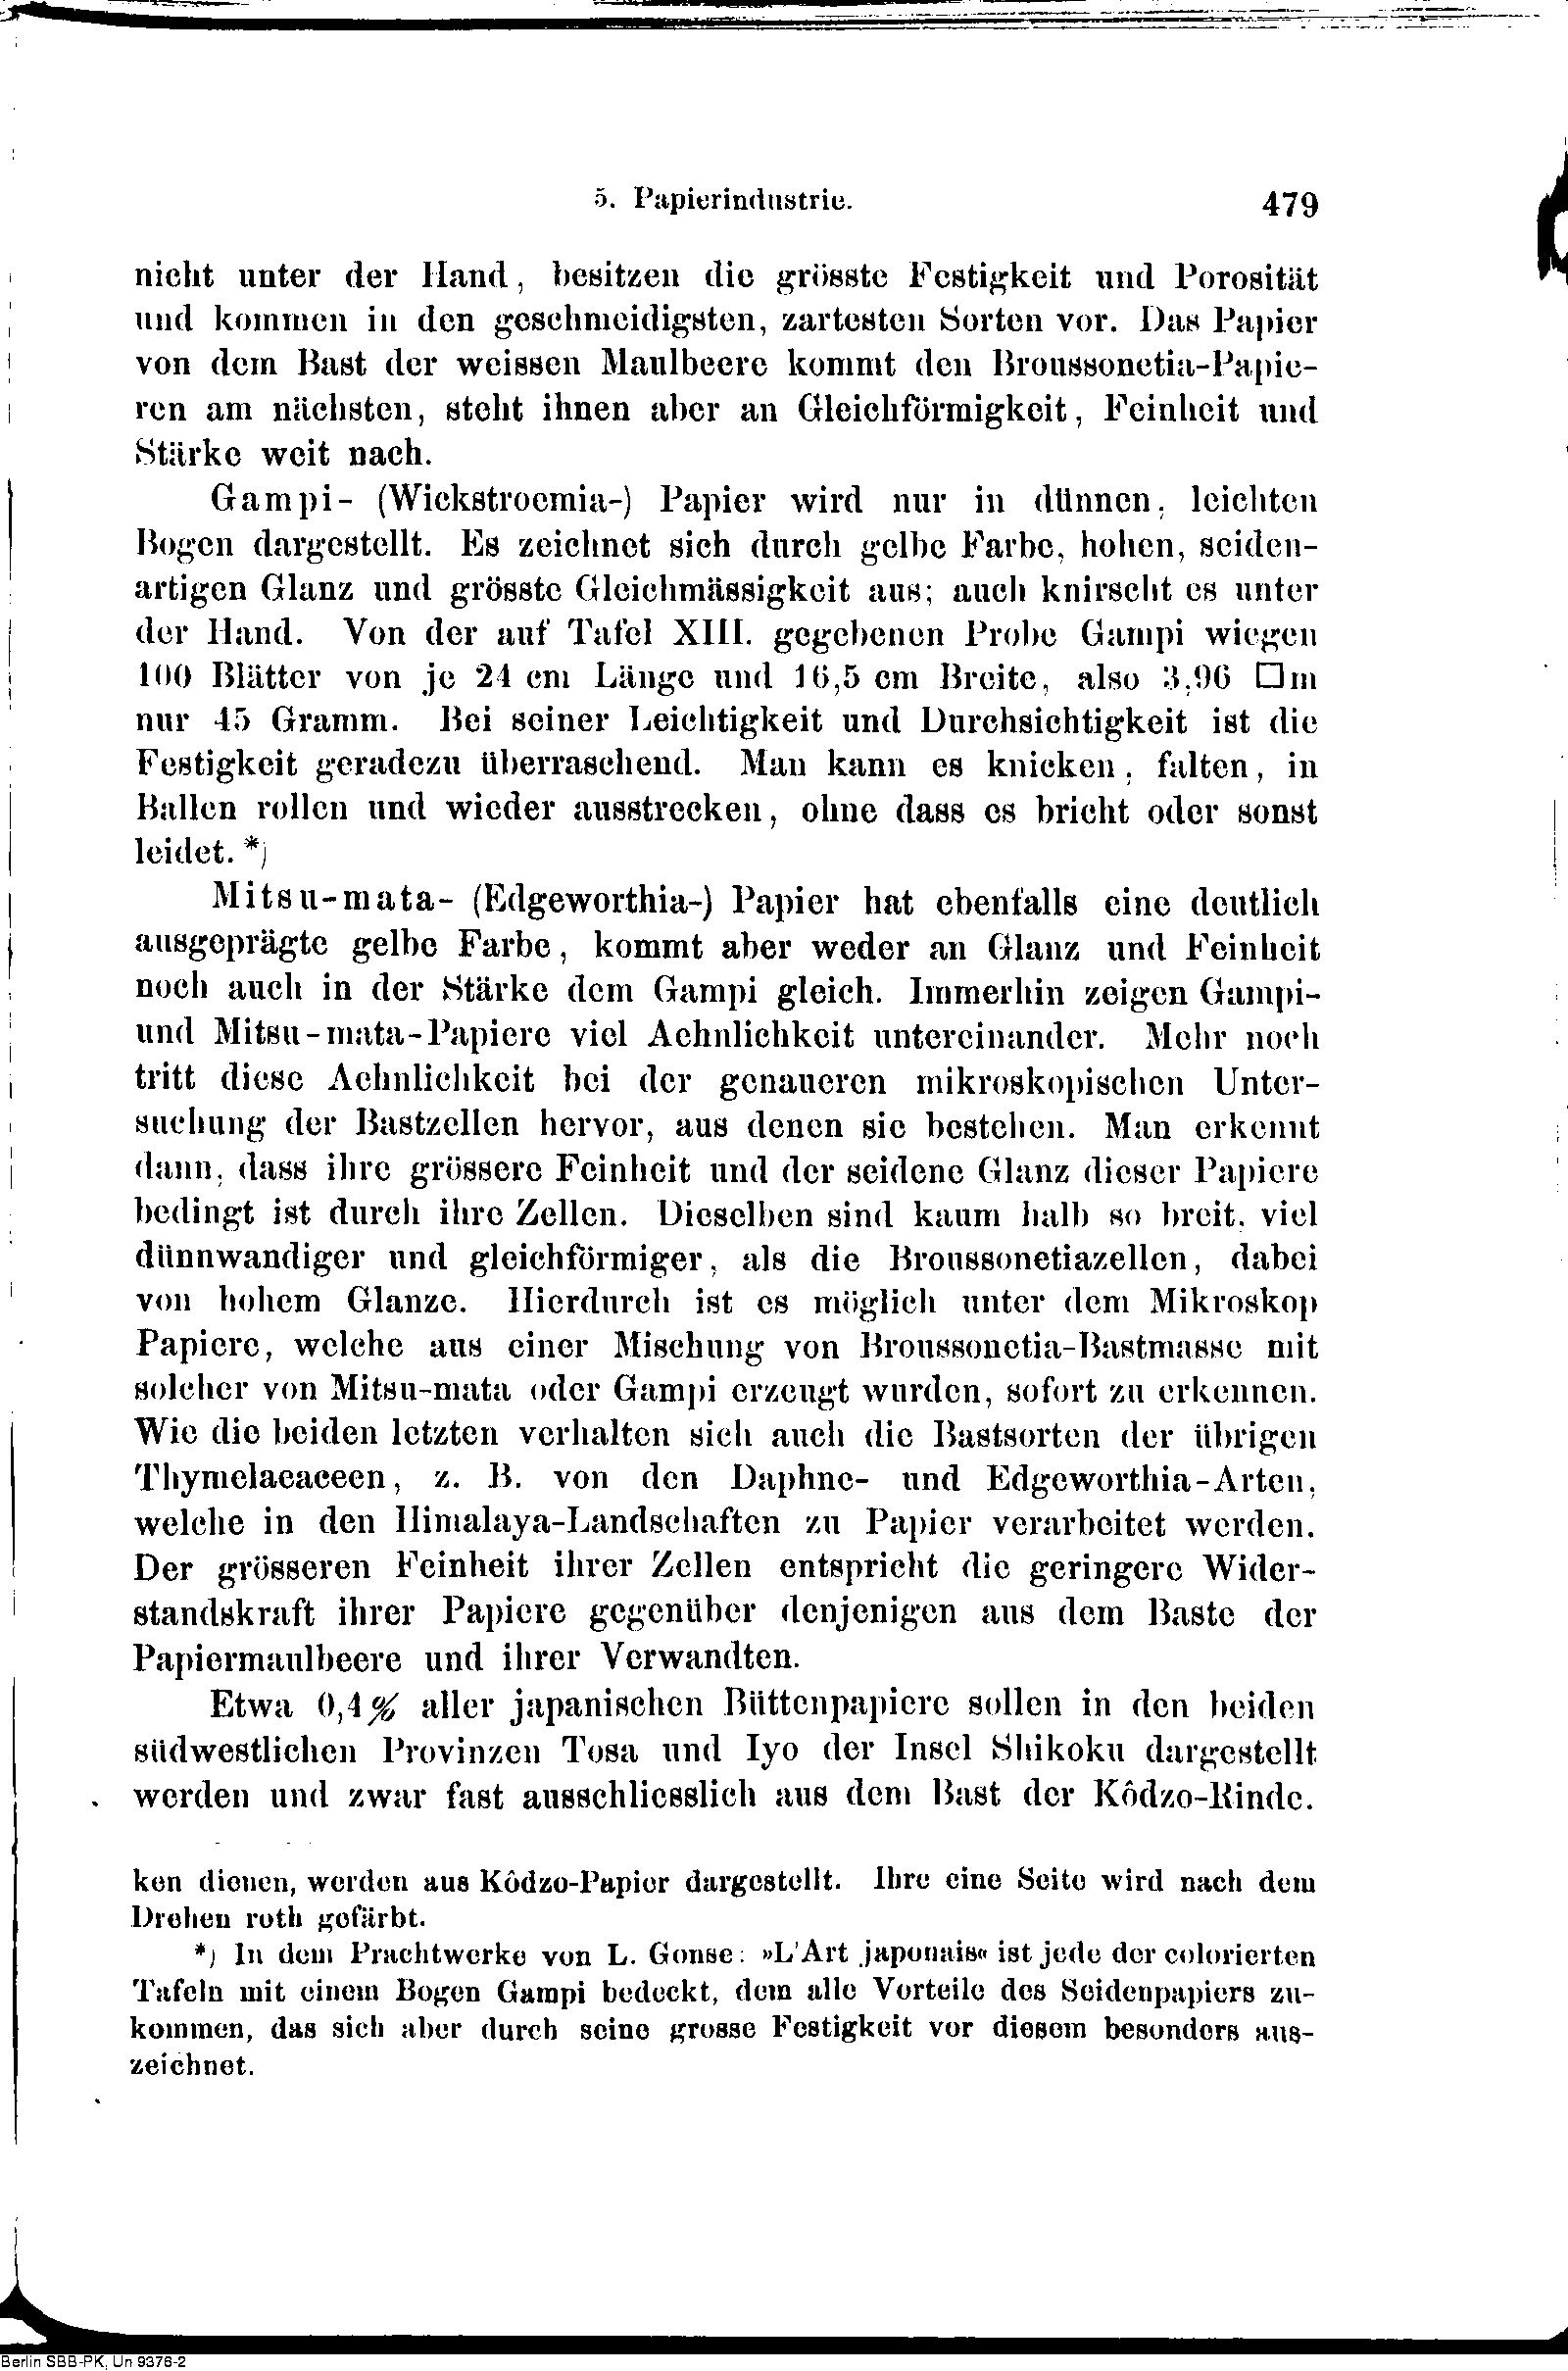 5. Papierindustrie.
479
nicht unter der Hand, besitzen die grösste Festigkeit und Porosität
und kommen in den geschmeidigsten, zartesten Sorten vor. Das Papier
von dem Bast der weissen Maulbeere kommt den Broussonetia-Papie-
ren am nächsten, steht ihnen aber an Gleichförmigkeit, Feinheit und
Stärke weit nach.
Gampi- (Wickstroemia-) Papier wird nur in dünnen, leichten
Bogen dargestellt. Es zeichnet sich durch gelbe Farbe, hohen, seiden-
artigen Glanz und grösste Gleichmässigkeit aus; auch knirscht es unter
der Hand. Von der auf Tafel XIII. gegebenen Probe Gampi wiegen
100 Blätter von je 24 cm Länge und 16,5 cm Breite, also 3,96 □m
nur 45 Gramm. Bei seiner Leichtigkeit und Durchsichtigkeit ist die
Festigkeit geradezu überraschend. Man kann es knicken, falten, in
Ballen rollen und wieder ausstrecken, ohne dass es bricht oder sonst
leidet. *)
Mitsu-mata- (Edgeworthia-) Papier hat ebenfalls eine deutlich
ausgeprägte gelbe Farbe, kommt aber weder an Glanz und Feinheit
noch auch in der Stärke dem Gampi gleich. Immerhin zeigen Gampi-
und Mitsu-mata-Papiere viel Aehnlichkeit untereinander. Mehr noch
tritt diese Aehnlichkeit bei der genaueren mikroskopischen Unter-
suchung der Bastzellen hervor, aus denen sie bestehen. Man erkennt
dann, dass ihre grössere Feinheit und der seidene Glanz dieser Papiere
bedingt ist durch ihre Zellen. Dieselben sind kaum halb so breit, viel
dünnwandiger und gleichförmiger, als die Broussonetiazellen, dabei
von hohem Glanze. Hierdurch ist es möglich unter dem Mikroskop
Papiere, welche aus einer Mischung von Broussonetia-Bastmasse mit
solcher von Mitsu-mata oder Gampi erzeugt wurden, sofort zu erkennen.
Wie die beiden letzten verhalten sich auch die Bastsorten der übrigen
Thymelaeaceen, z. B. von den Daphne- und Edgeworthia-Arten,
welche in den Himalaya-Landschaften zu Papier verarbeitet werden.
Der grösseren Feinheit ihrer Zellen entspricht die geringere Wider-
standskraft ihrer Papiere gegenüber denjenigen aus dem Baste der
Papiermaulbeere und ihrer Verwandten.
Etwa 0,4% aller japanischen Büttenpapiere sollen in den beiden
südwestlichen Provinzen Tosa und Iyo der Insel Shikoku dargestellt
werden und zwar fast ausschliesslich aus dem Bast der Kôdzo-Rinde.
ken dienen, werden aus Kôdzo-Papier dargestellt. Ihre eine Seite wird nach dem
Drehen roth gefärbt.
*) In dem Prachtwerke von L. Gonse: »L'Art japonais« ist jede der colorierten
Tafeln mit einem Bogen Gampi bedeckt, dem alle Vorteile des Seidenpapiers zu-
kommen, das sich aber durch seine grosse Festigkeit vor diesem besonders aus-
zeichnet.
Berlin SBB-PK, Un 9376-2